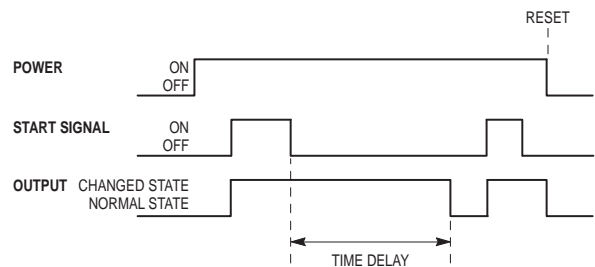 RESET
POWER ON
OFF
START SIGNAL ON
OFF
OUTPUT CHANGED STATE
NORMAL STATE
TIME DELAY